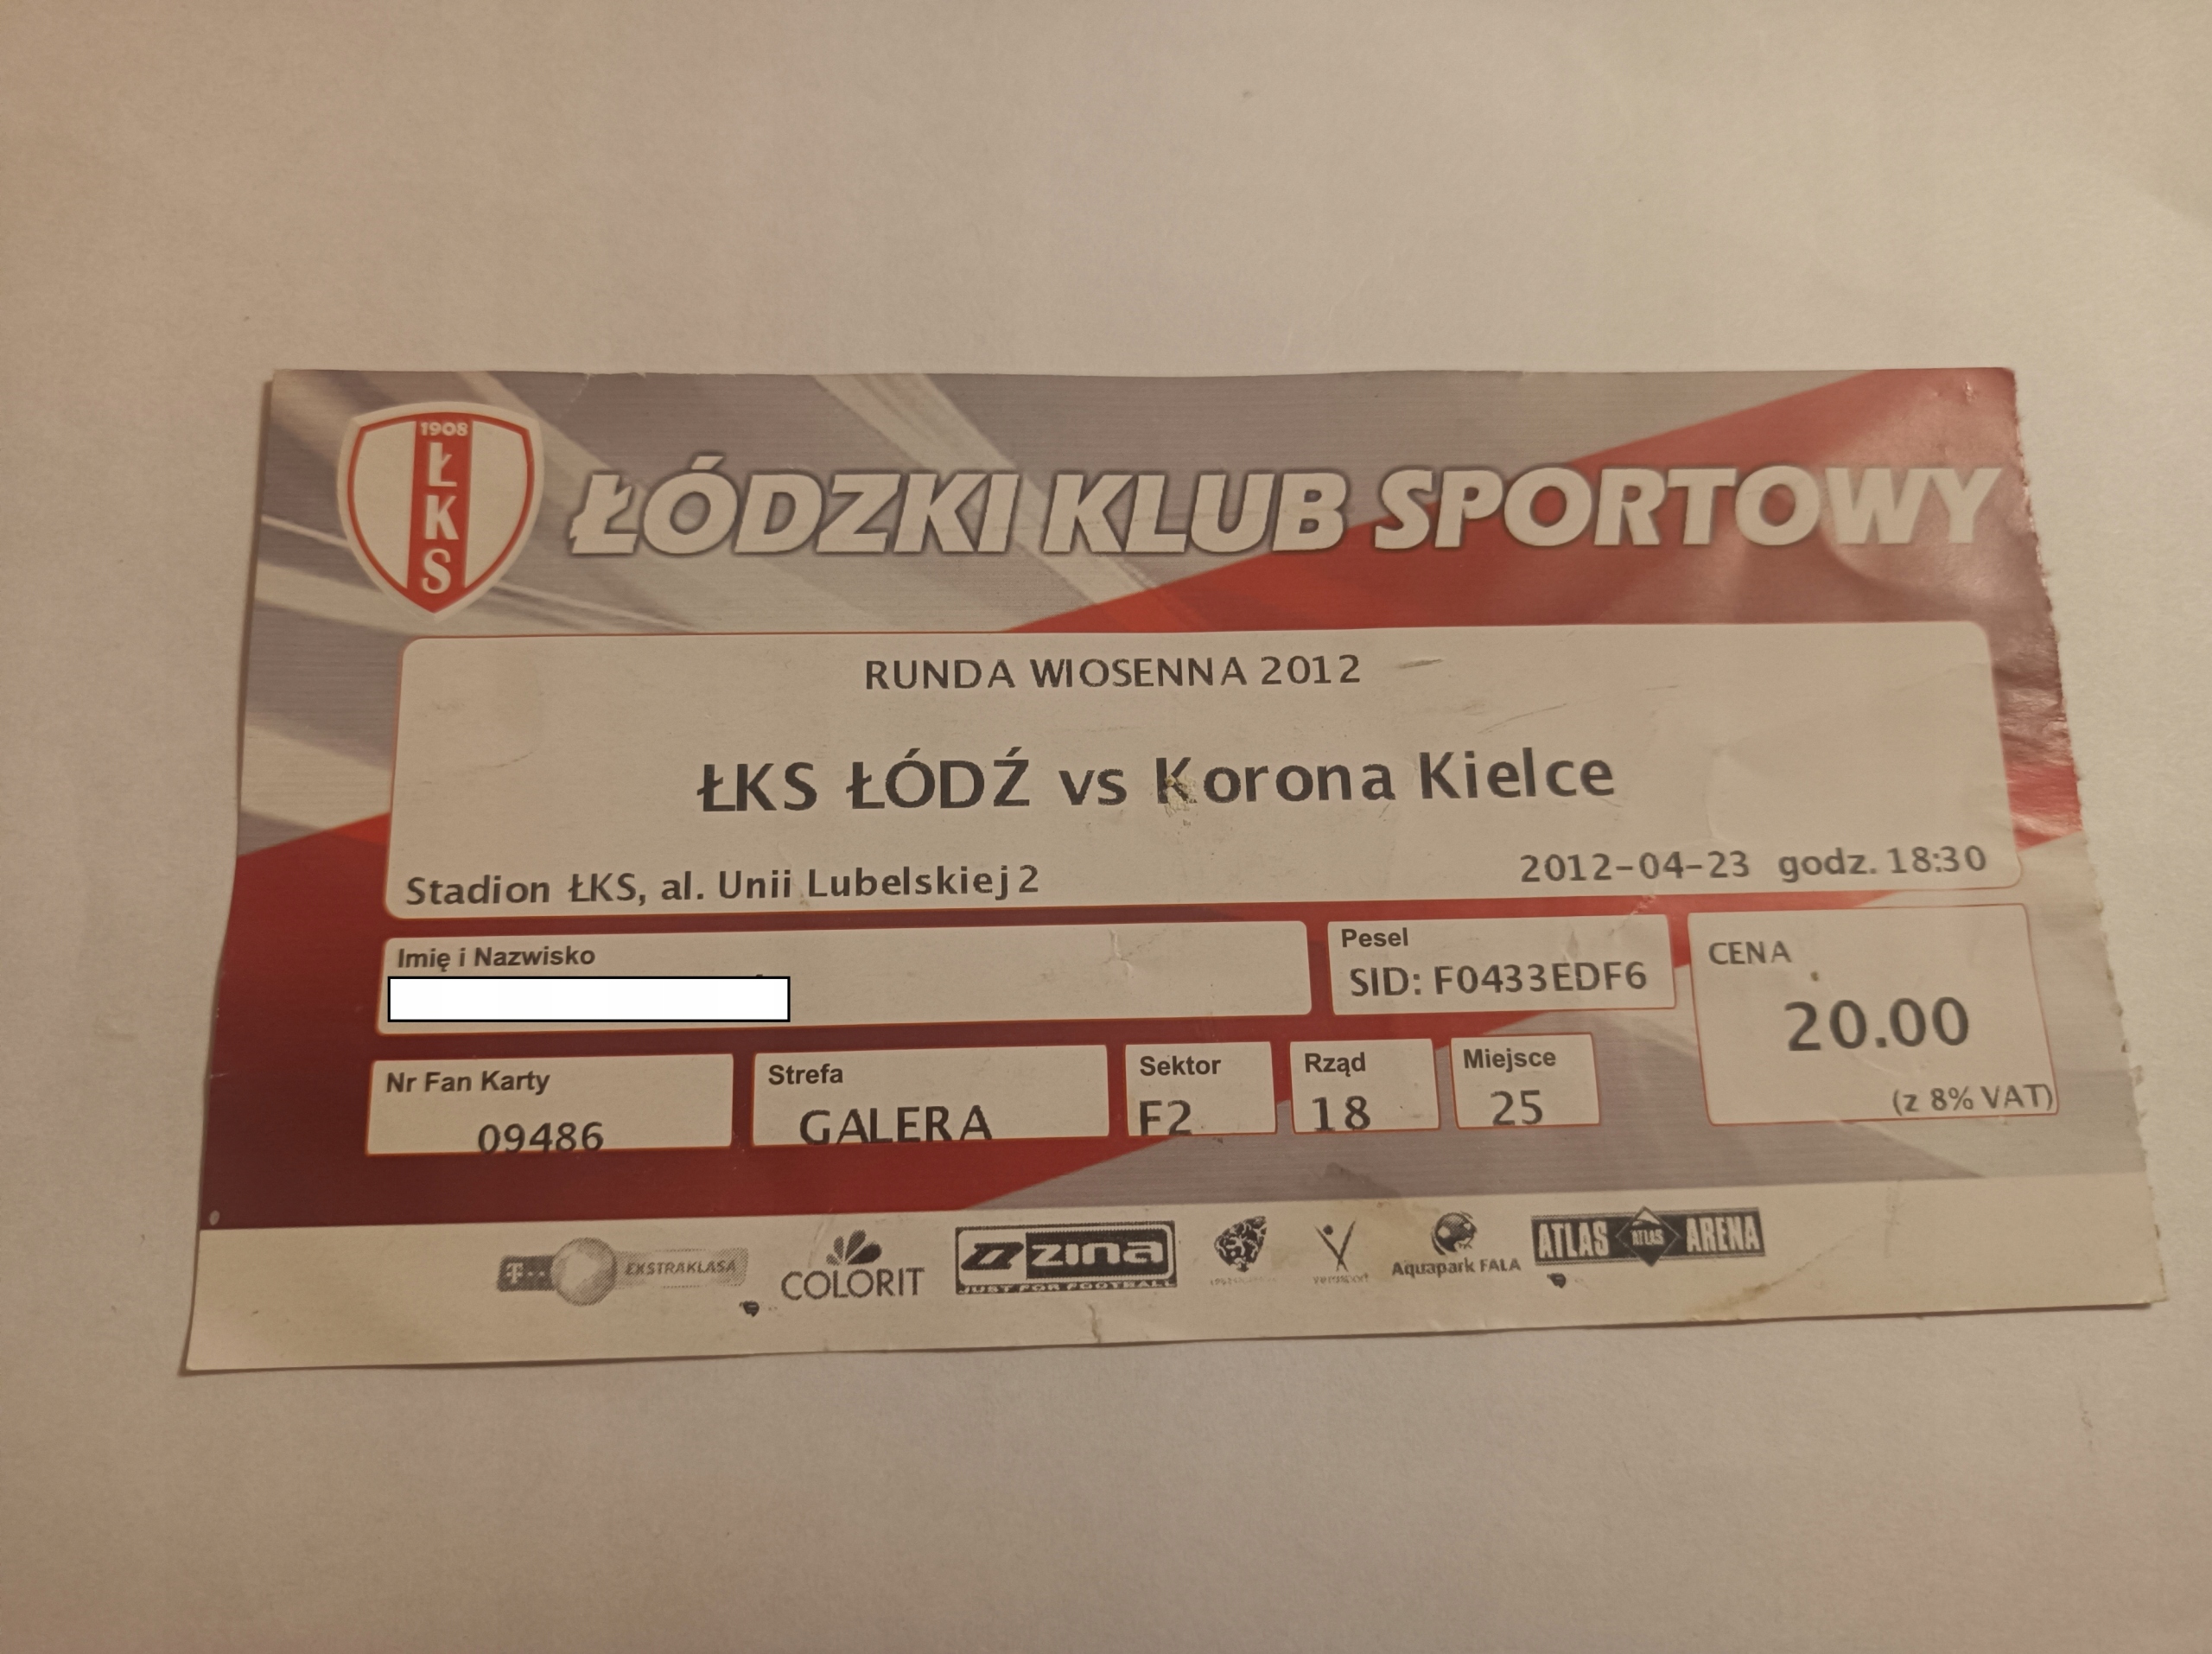 1908
ŁKS
ŁÓDZKI KLUB SPORTOWY
RUNDA WIOSENNA 2012
ŁKS ŁÓDŹ vs Korona Kielce
Stadion ŁKS, al. Unii Lubelskiej 2
2012-04-23 godz. 18:30
Imię i Nazwisko
Pesel
SID: F0433EDF6
CENA
20.00
(z 8% VAT)
Nr Fan Karty
09486
Strefa
GALERA
Sektor
F2
Rząd
18
Miejsce
25
T·· EKSTRAKLASA
COLORIT
zina
JUST FOR FOOTBALL
Aquapark FALA
ATLAS ATLAS ARENA